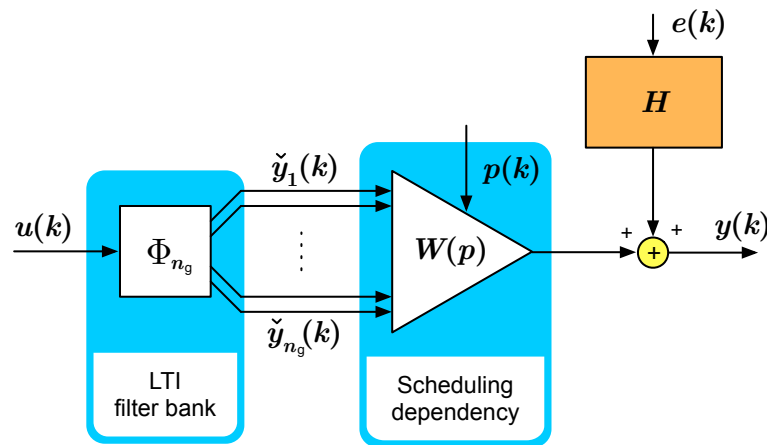 e(k)
H
y̌₁(k)
p(k)
u(k)
Φₙg
W(p)
+ +
y(k)
+
⋮
y̌ₙg(k)
LTI
filter bank
Scheduling
dependency